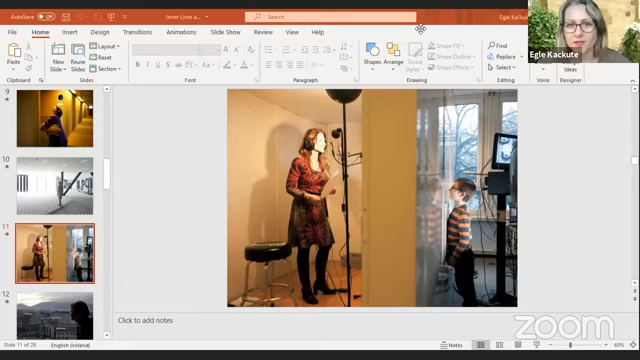 AutoSave Off
Inner Lives a...
Search
Egle Kackute
File Home Insert Design Transitions Animations Slide Show Review View Help
Paste
Clipboard
New Slide
Reuse Slides
Layout
Reset
Section
Slides
Font
Paragraph
Shapes
Arrange
Quick Styles
Shape Fill
Shape Outline
Shape Effects
Drawing
Find
Replace
Select
Editing
Voice
Ideas
Designer
9
10
11
12
Click to add notes
zoom
Slide 11 of 29 English (Ireland) Notes